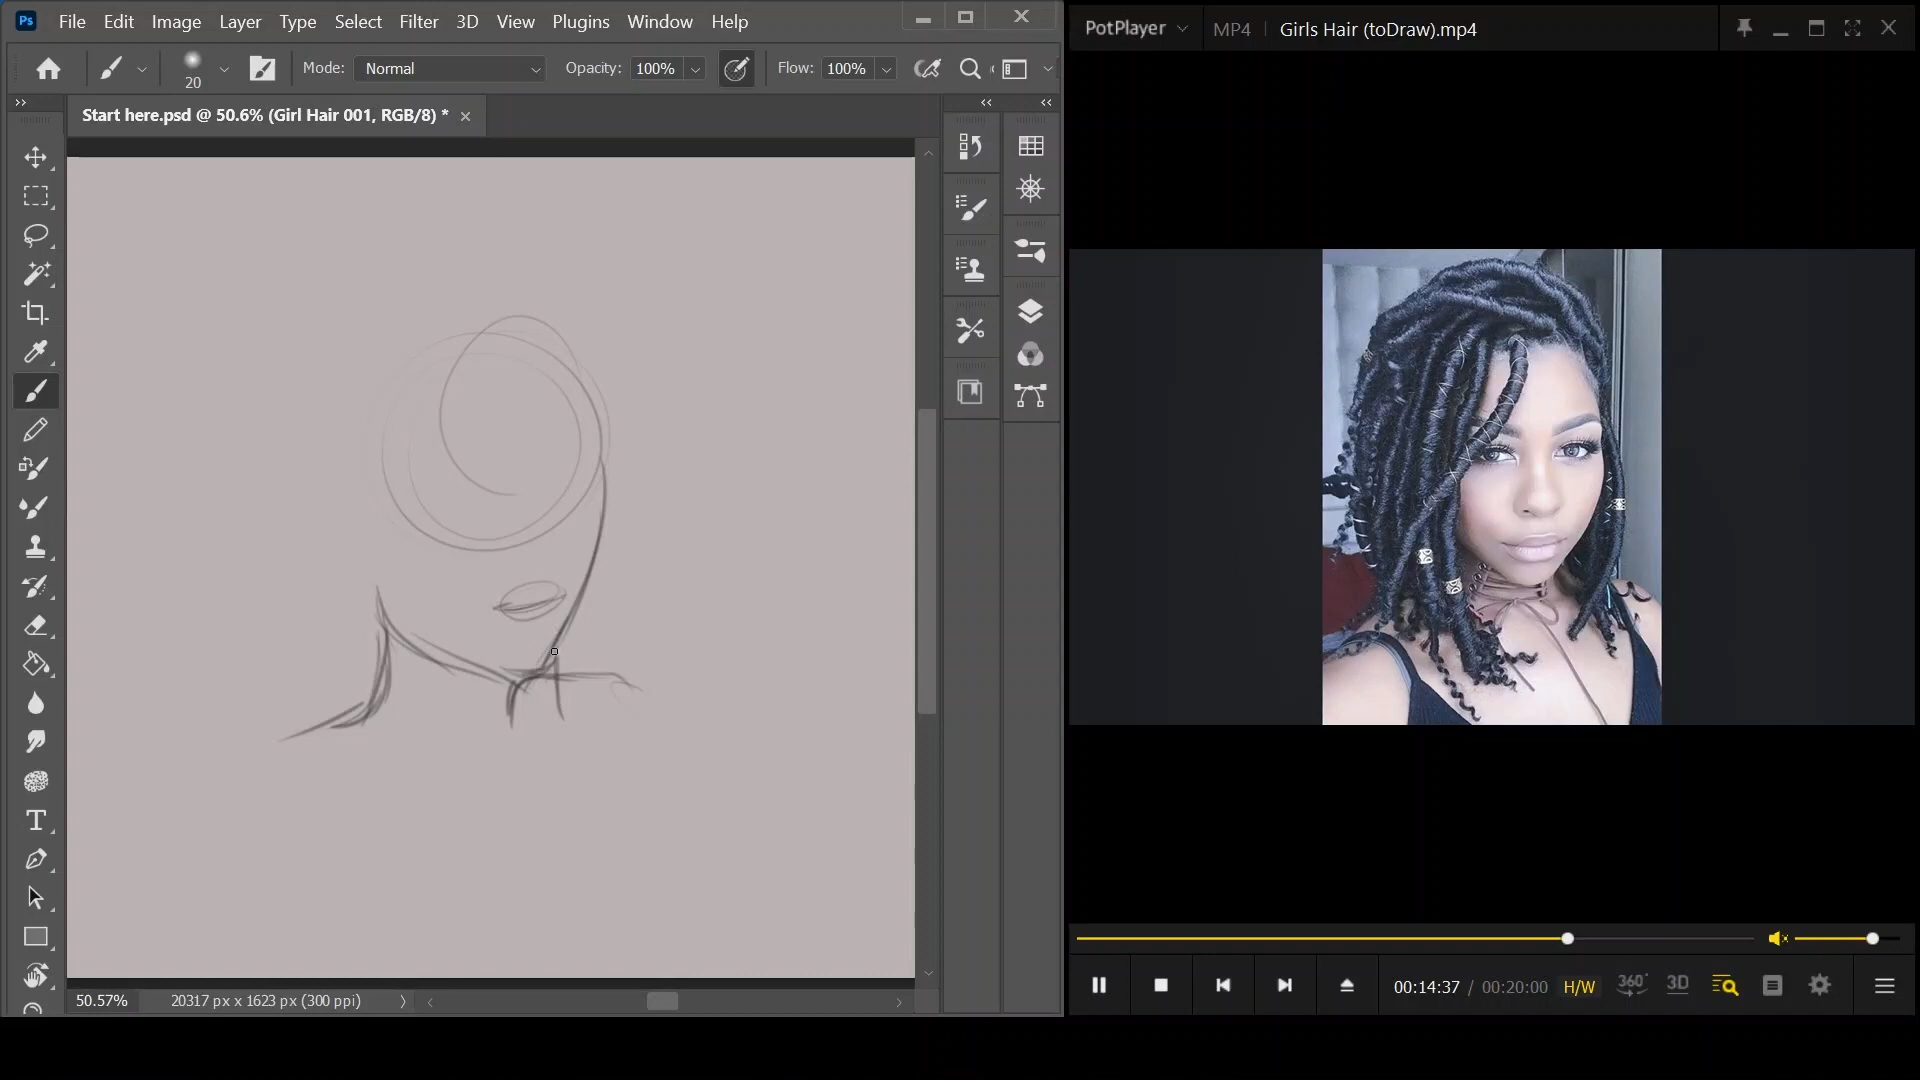 Ps File Edit Image Layer Type Select Filter 3D View Plugins Window Help
20 Mode: Normal Opacity: 100% Flow: 100%
Start here.psd @ 50.6% (Girl Hair 001, RGB/8) *
T
50.57% 20317 px x 1623 px (300 ppi)
PotPlayer MP4 Girls Hair (toDraw).mp4
00:14:37 / 00:20:00 H/W 360° 3D